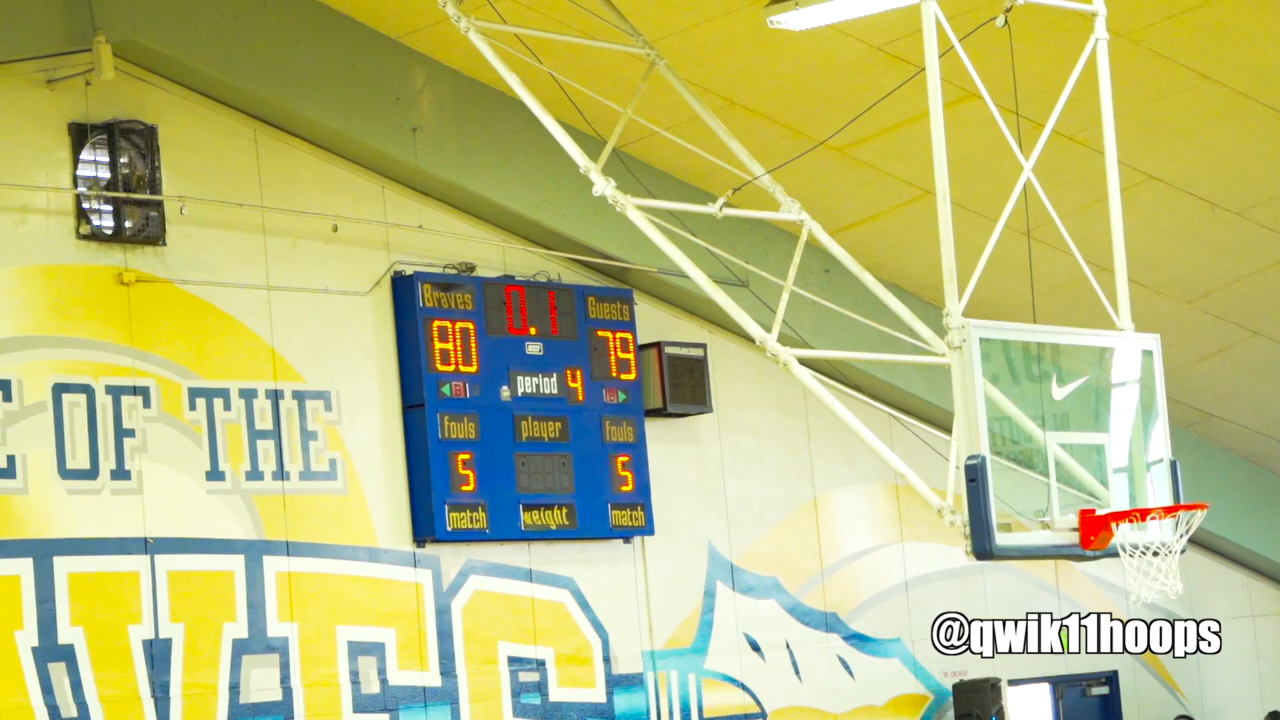 Braves 0.1 Guests
80 79
period 4
B B
fouls player fouls
5 5
match weight match
OF THE
@qwik11hoops